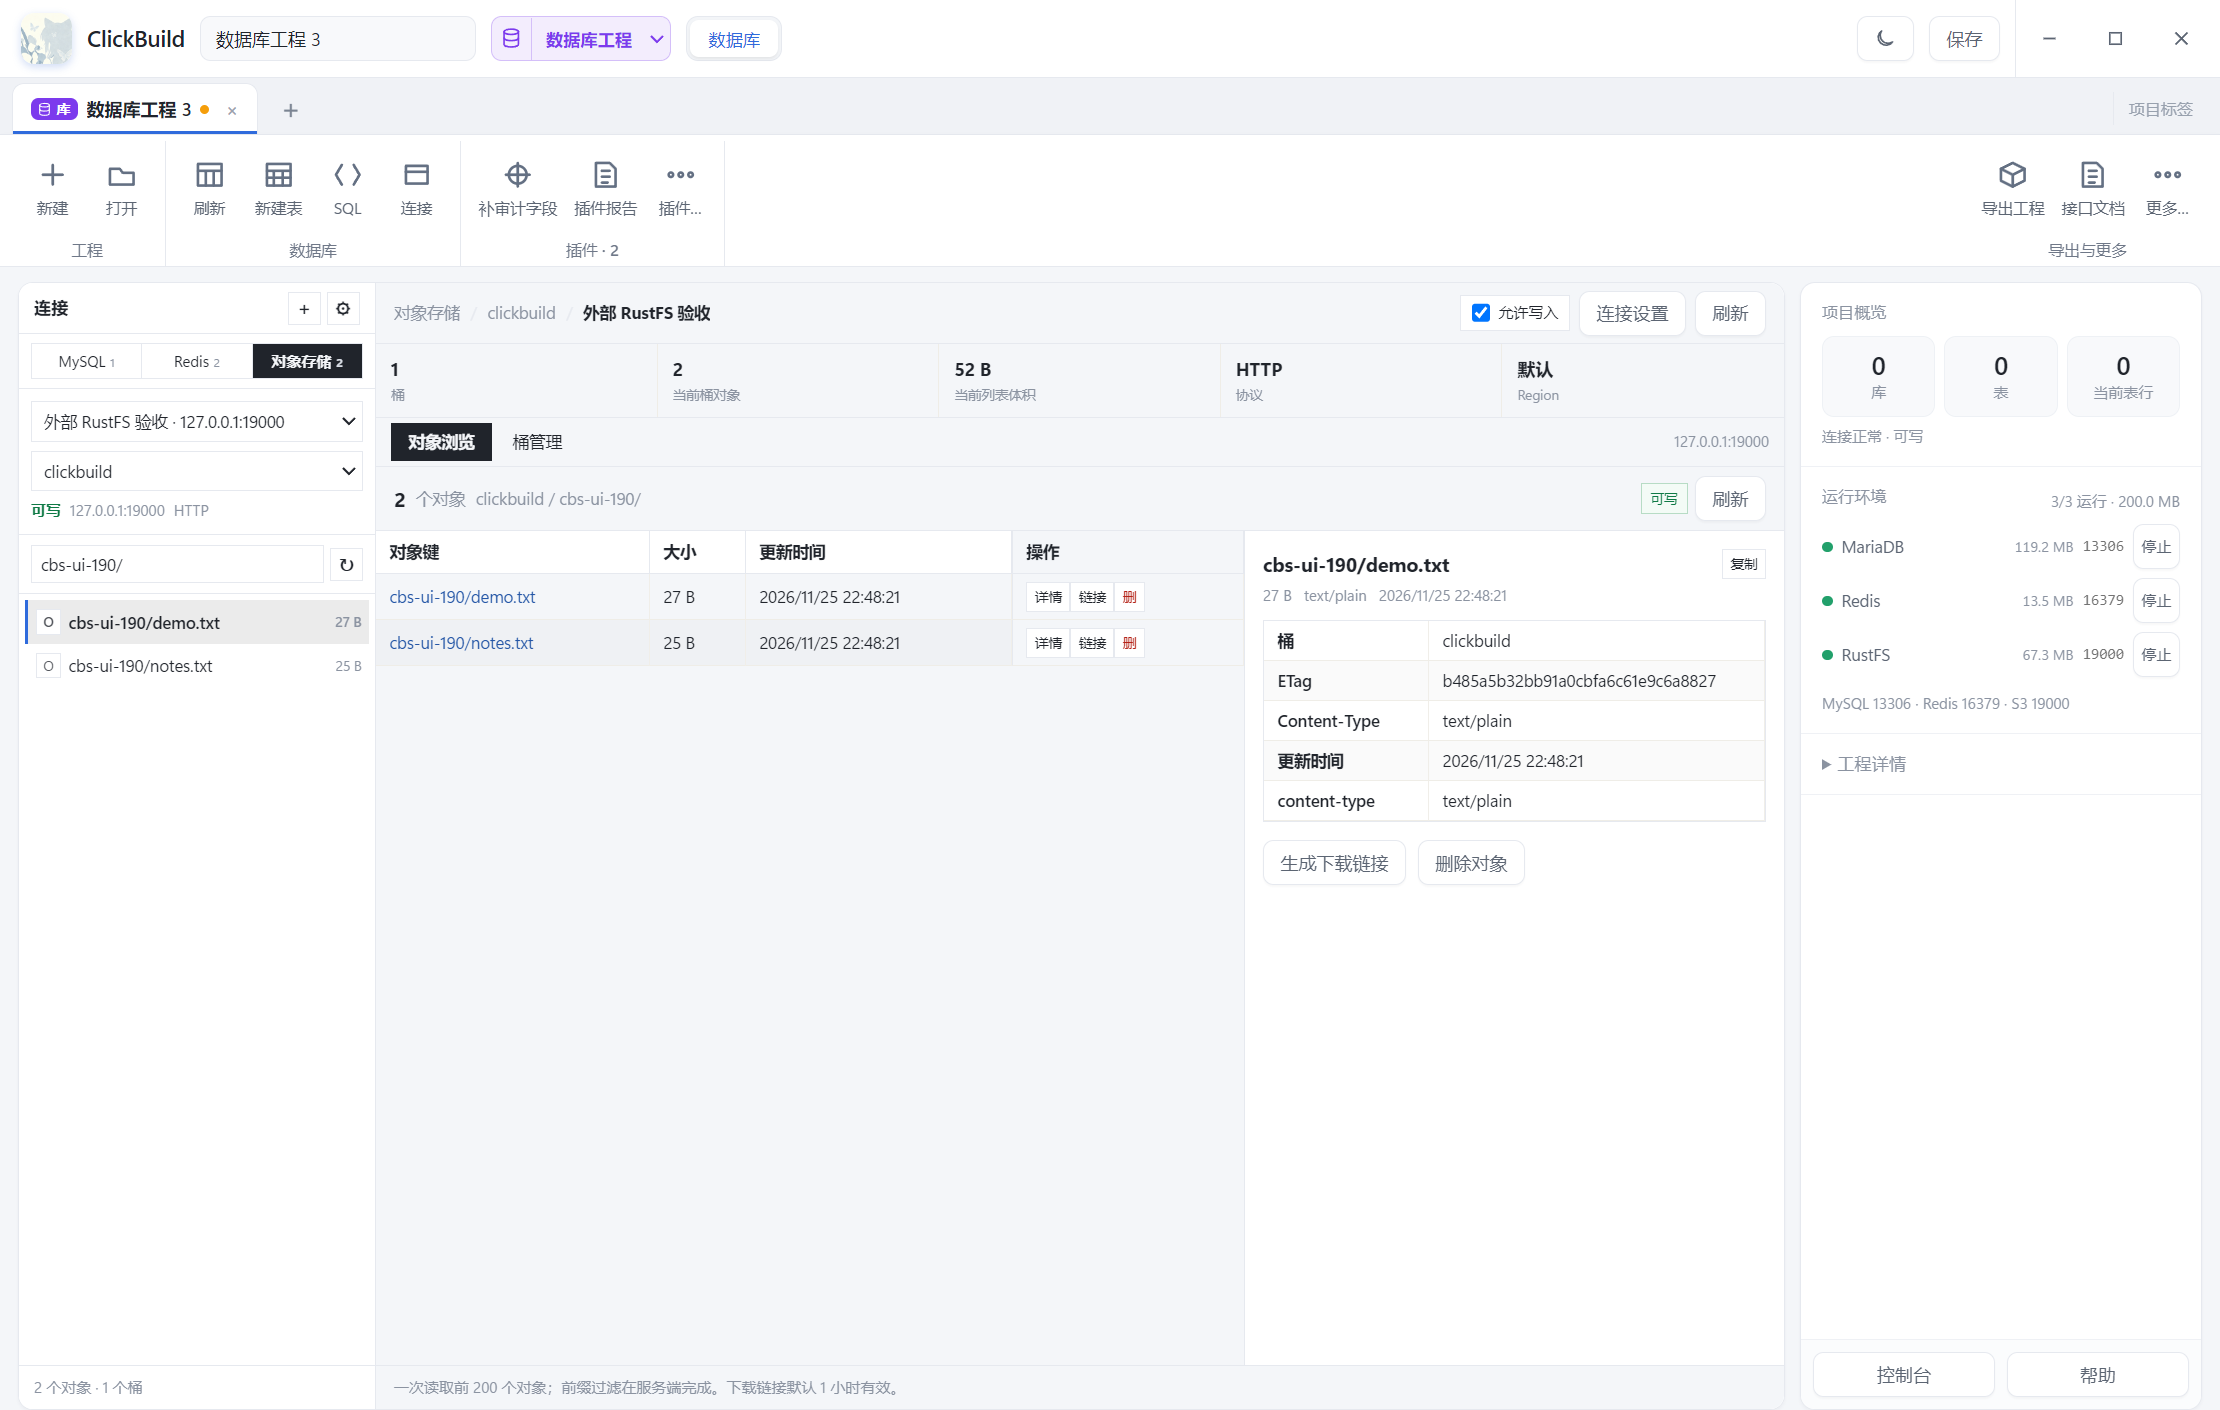 ClickBuild
数据库工程 3
数据库工程
数据库
保存
库 数据库工程 3 ×
+
项目标签
新建
打开
工程
刷新
新建表
SQL
连接
数据库
补审计字段
插件报告
插件...
插件 · 2
导出工程
接口文档
更多...
导出与更多
连接
+
MySQL 1
Redis 2
对象存储 2
外部 RustFS 验收 · 127.0.0.1:19000
clickbuild
可写 127.0.0.1:19000 HTTP
cbs-ui-190/
↻
O cbs-ui-190/demo.txt 27 B
O cbs-ui-190/notes.txt 25 B
2 个对象 · 1 个桶
对象存储 / clickbuild / 外部 RustFS 验收
允许写入
连接设置
刷新
1
桶
2
当前桶对象
52 B
当前列表体积
HTTP
协议
默认
Region
对象浏览
桶管理
127.0.0.1:19000
2 个对象 clickbuild / cbs-ui-190/
可写
刷新
对象键 大小 更新时间 操作
cbs-ui-190/demo.txt 27 B 2026/11/25 22:48:21 详情 链接 删
cbs-ui-190/notes.txt 25 B 2026/11/25 22:48:21 详情 链接 删
cbs-ui-190/demo.txt
复制
27 B text/plain 2026/11/25 22:48:21
桶 clickbuild
ETag b485a5b32bb91a0cbfa6c61e9c6a8827
Content-Type text/plain
更新时间 2026/11/25 22:48:21
content-type text/plain
生成下载链接
删除对象
一次读取前 200 个对象；前缀过滤在服务端完成。下载链接默认 1 小时有效。
项目概览
0
库
0
表
0
当前表行
连接正常 · 可写
运行环境
3/3 运行 · 200.0 MB
MariaDB 119.2 MB 13306 停止
Redis 13.5 MB 16379 停止
RustFS 67.3 MB 19000 停止
MySQL 13306 · Redis 16379 · S3 19000
▶ 工程详情
控制台
帮助